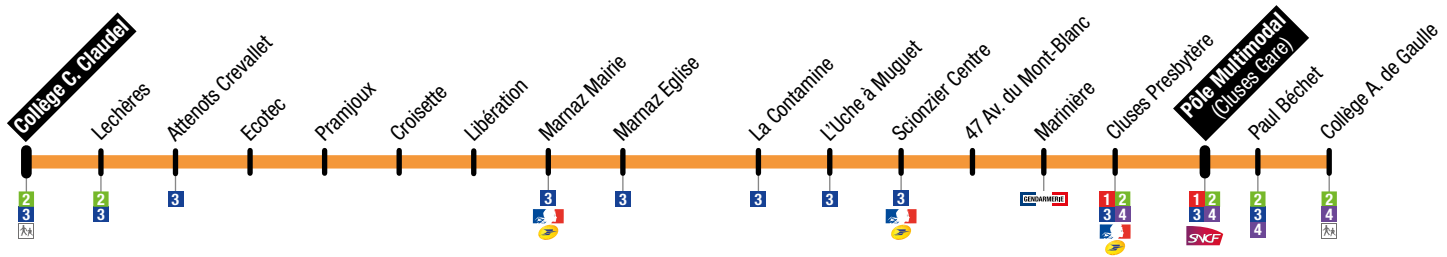 Collège C. Claudel
Lechères
Attenots Crevallet
Ecotec
Pramjoux
Croisette
Libération
Marnaz Mairie
Marnaz Eglise
La Contamine
L'Uche à Muguet
Scionzier Centre
47 Av. du Mont-Blanc
Marinière
Cluses Presbytère
Pôle Multimodal
(Cluses Gare)
Paul Béchet
Collège A. de Gaulle
2
3
2
3
3
3
3
3
3
3
GENDARMERIE
1 2
3 4
1 2
3 4
SNCF
2
3
4
2
4